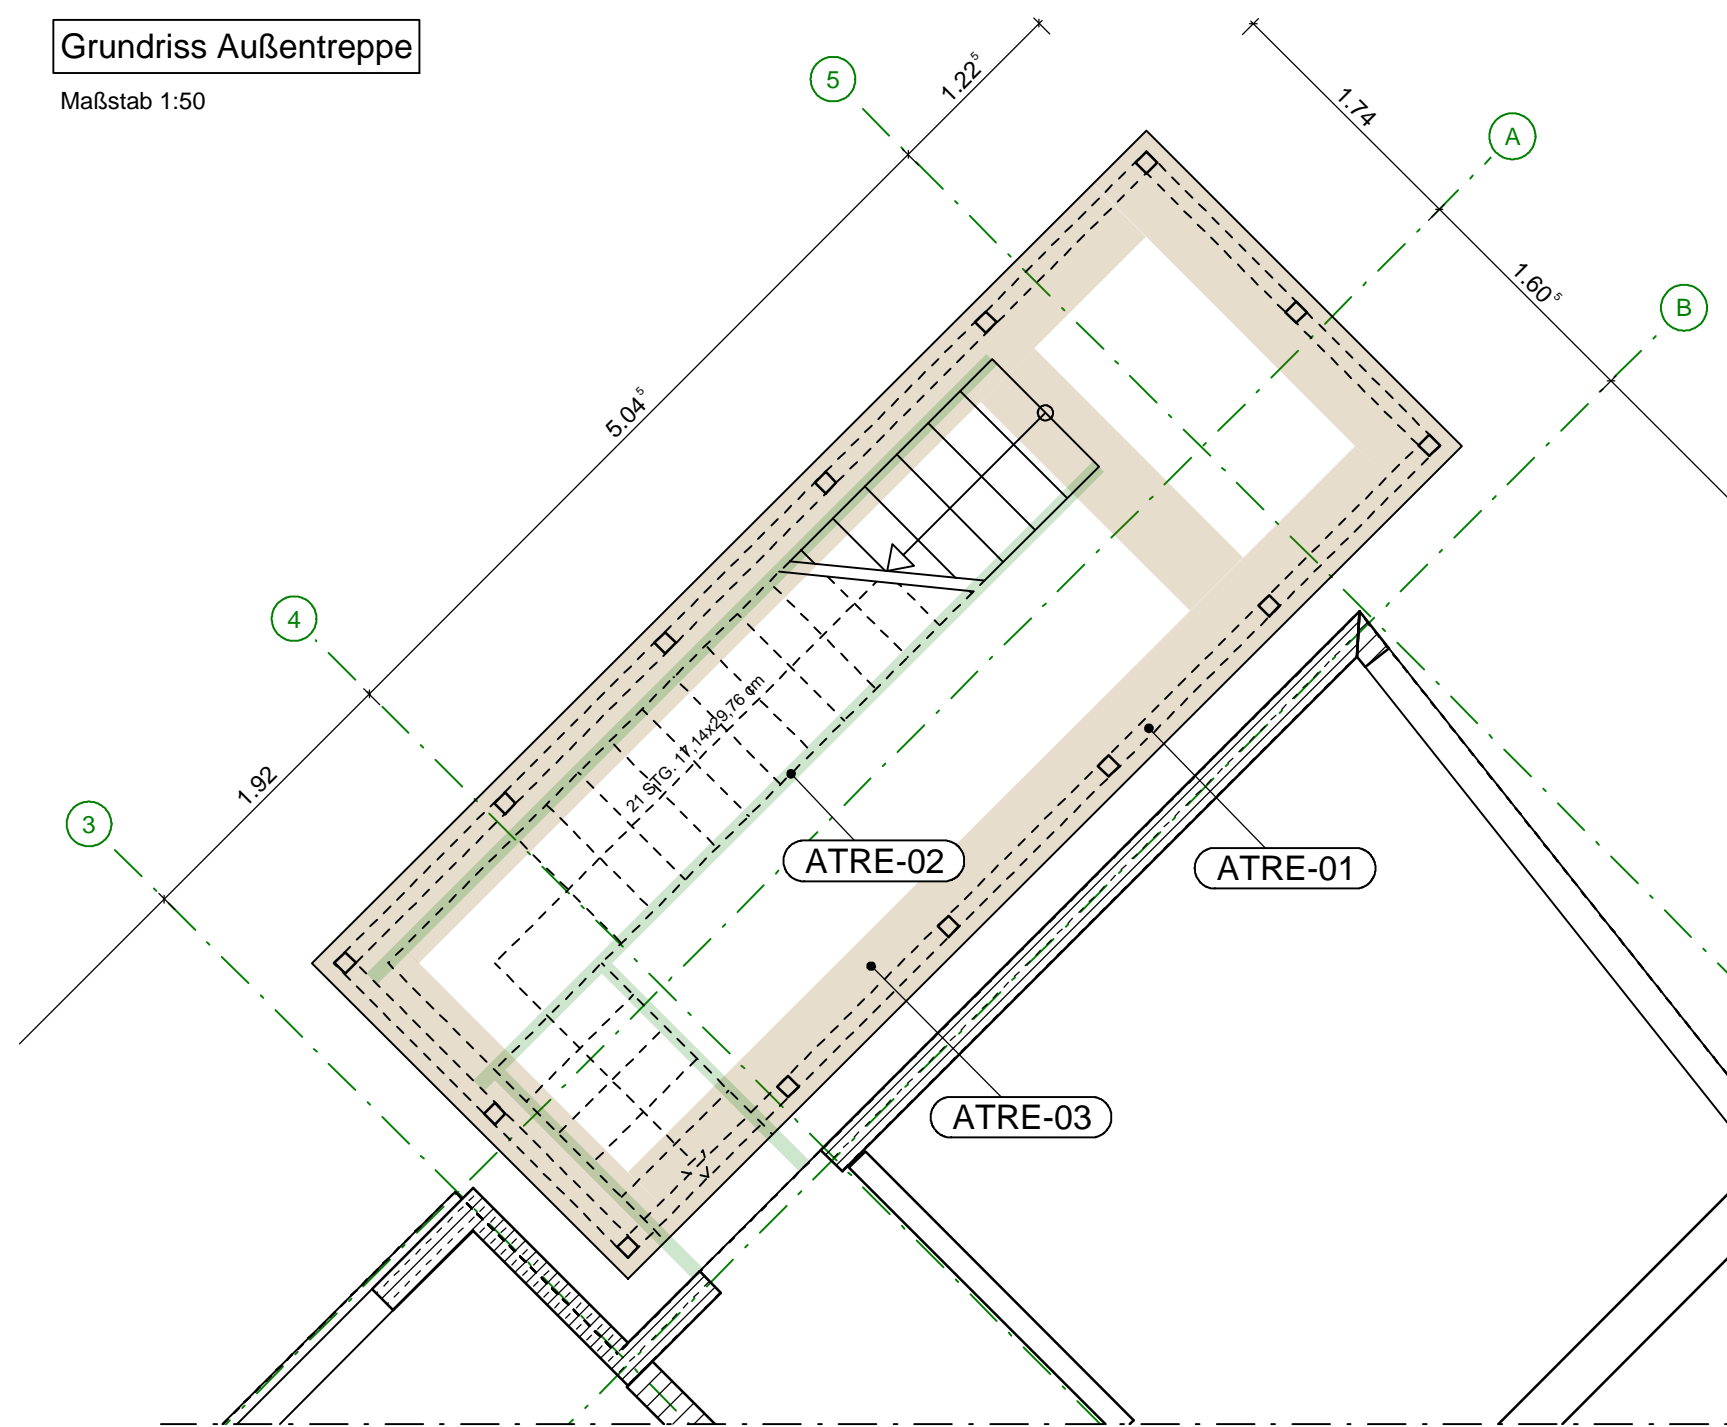 Grundriss Außentreppe
Maßstab 1:50
1.22⁵
1.74
5
A
1.60⁵
B
5.04⁵
4
21 STG. 17,14x29,76 cm
1.92
3
ATRE-02
ATRE-01
ATRE-03